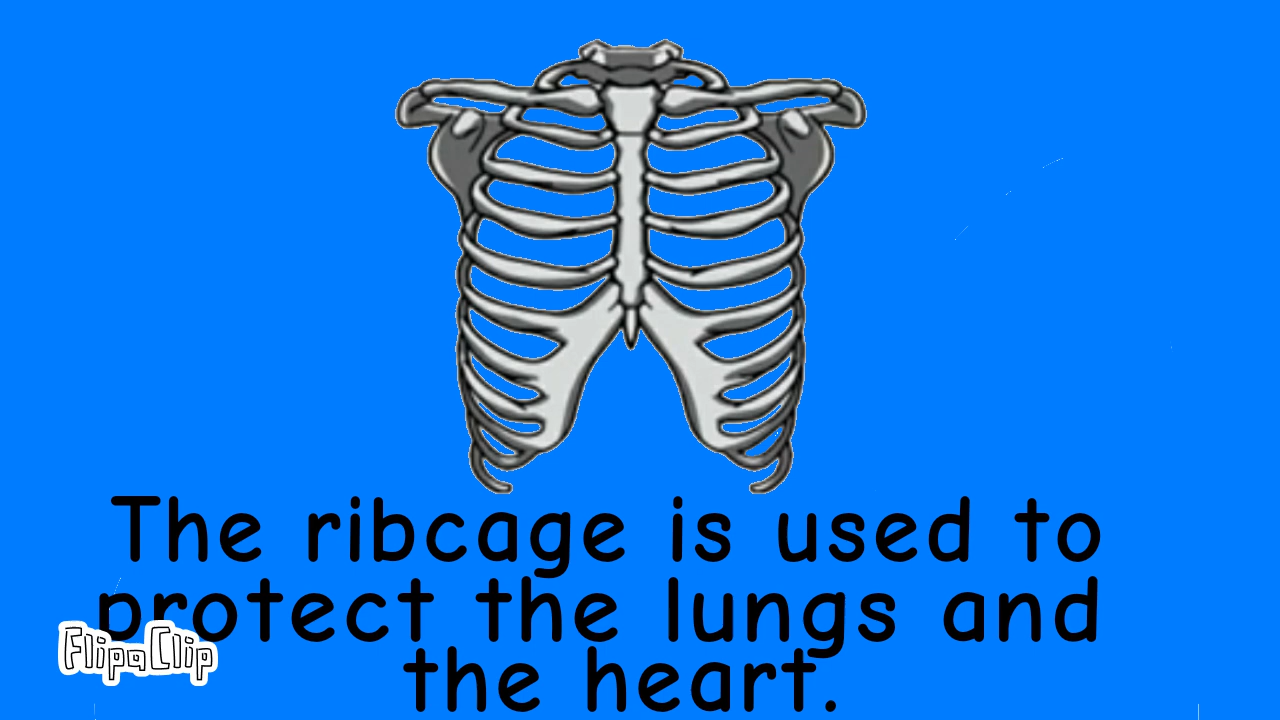 The ribcage is used to
protect the lungs and
FlipaClip
the heart.